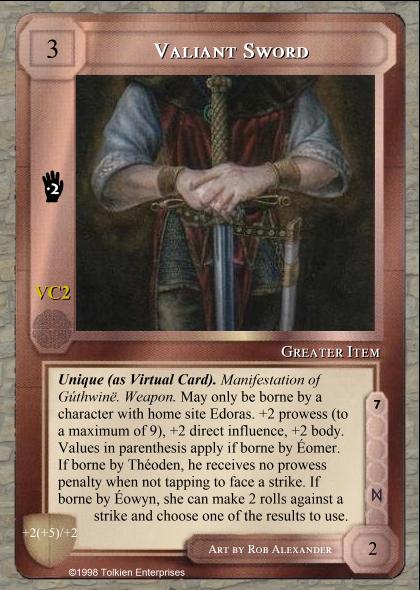 3
VALIANT SWORD
2
VC2
GREATER ITEM
Unique (as Virtual Card). Manifestation of
Gúthwinë. Weapon. May only be borne by a
character with home site Edoras. +2 prowess (to
a maximum of 9), +2 direct influence, +2 body.
Values in parenthesis apply if borne by Éomer.
If borne by Théoden, he receives no prowess
penalty when not tapping to face a strike. If
borne by Éowyn, she can make 2 rolls against a
strike and choose one of the results to use.
7
ᛞ
+2(+5)/+2
ART BY ROB ALEXANDER
2
©1998 Tolkien Enterprises